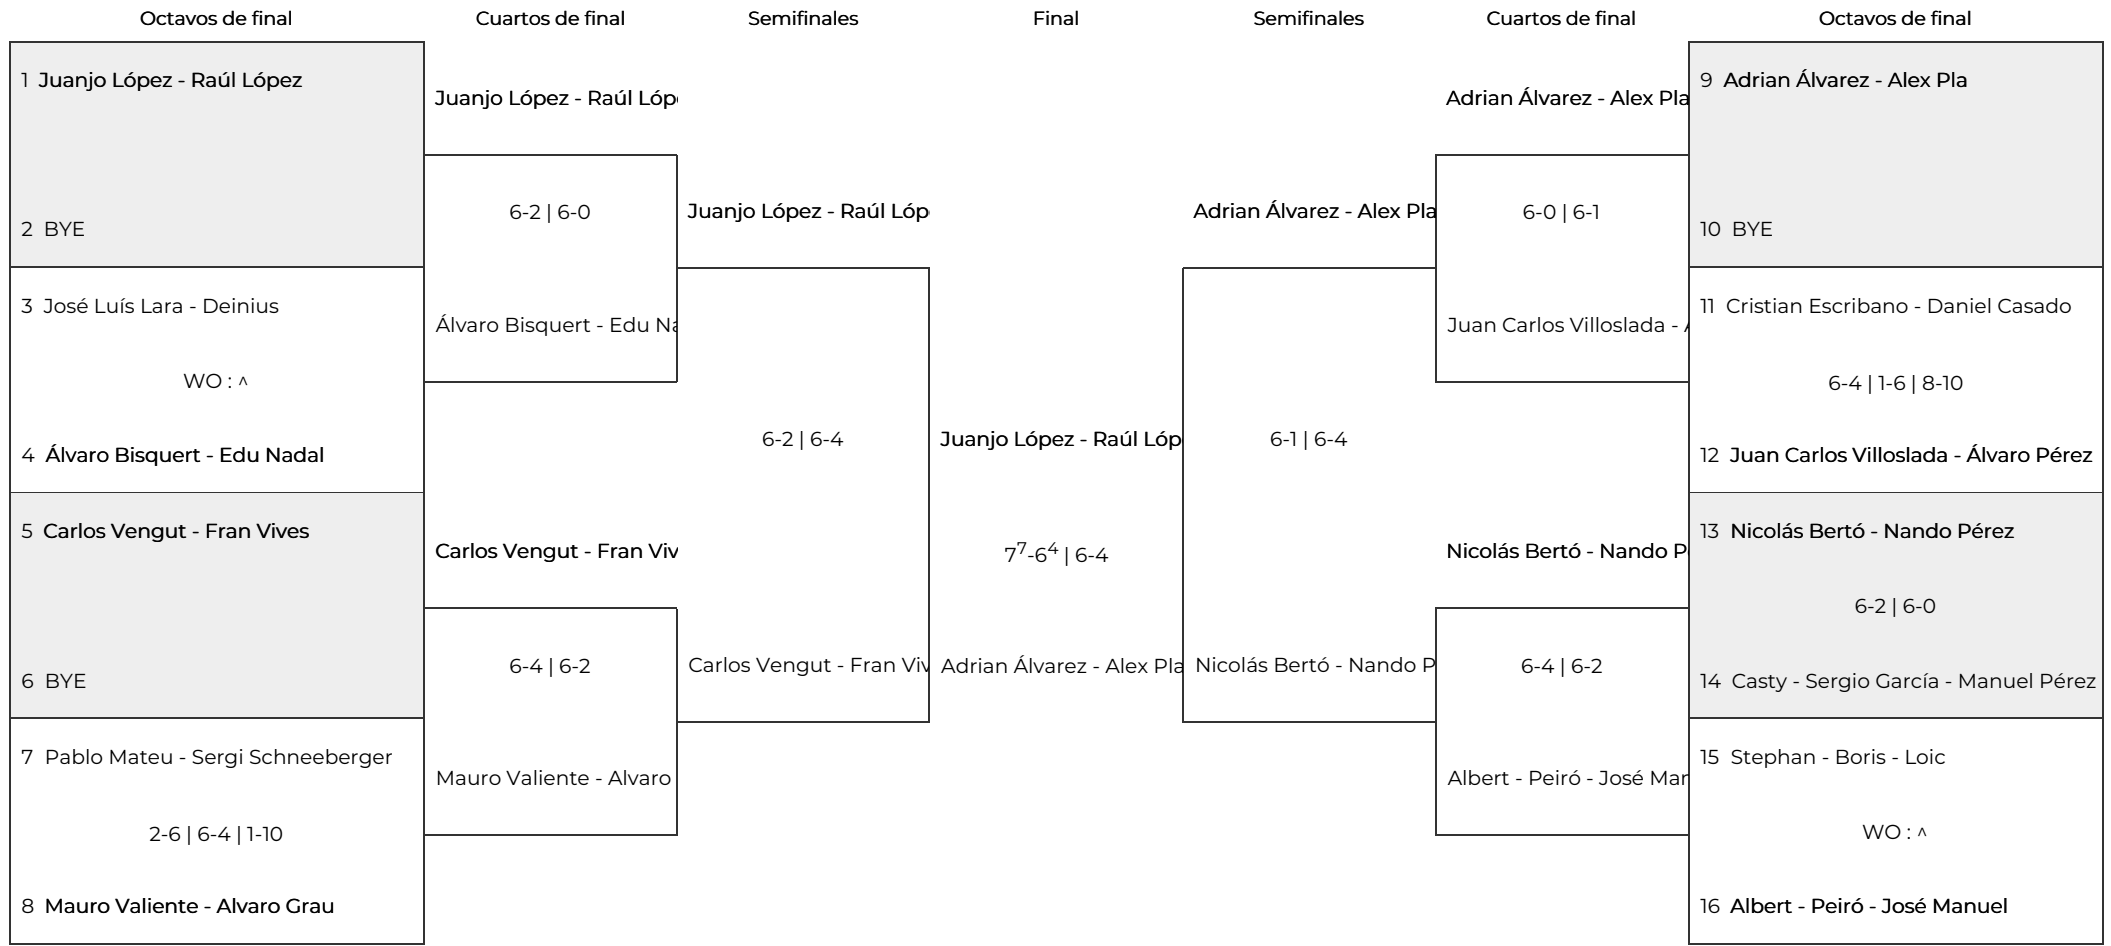 Octavos de final
Cuartos de final
Semifinales
Final
Semifinales
Cuartos de final
Octavos de final
1 Juanjo López - Raúl López
2 BYE
3 José Luís Lara - Deinius
WO : ^
4 Álvaro Bisquert - Edu Nadal
5 Carlos Vengut - Fran Vives
6 BYE
7 Pablo Mateu - Sergi Schneeberger
2-6 | 6-4 | 1-10
8 Mauro Valiente - Alvaro Grau
Juanjo López - Raúl Lóp
6-2 | 6-0
Álvaro Bisquert - Edu Na
Carlos Vengut - Fran Viv
6-4 | 6-2
Mauro Valiente - Alvaro
Juanjo López - Raúl Lóp
6-2 | 6-4
Carlos Vengut - Fran Viv
Juanjo López - Raúl Lóp
7⁷-6⁴ | 6-4
Adrian Álvarez - Alex Pla
Adrian Álvarez - Alex Pla
6-1 | 6-4
Nicolás Bertó - Nando P
Adrian Álvarez - Alex Pla
6-0 | 6-1
Juan Carlos Villoslada -
Nicolás Bertó - Nando P
6-4 | 6-2
Albert - Peiró - José Mar
9 Adrian Álvarez - Alex Pla
10 BYE
11 Cristian Escribano - Daniel Casado
6-4 | 1-6 | 8-10
12 Juan Carlos Villoslada - Álvaro Pérez
13 Nicolás Bertó - Nando Pérez
6-2 | 6-0
14 Casty - Sergio García - Manuel Pérez
15 Stephan - Boris - Loic
WO : ^
16 Albert - Peiró - José Manuel